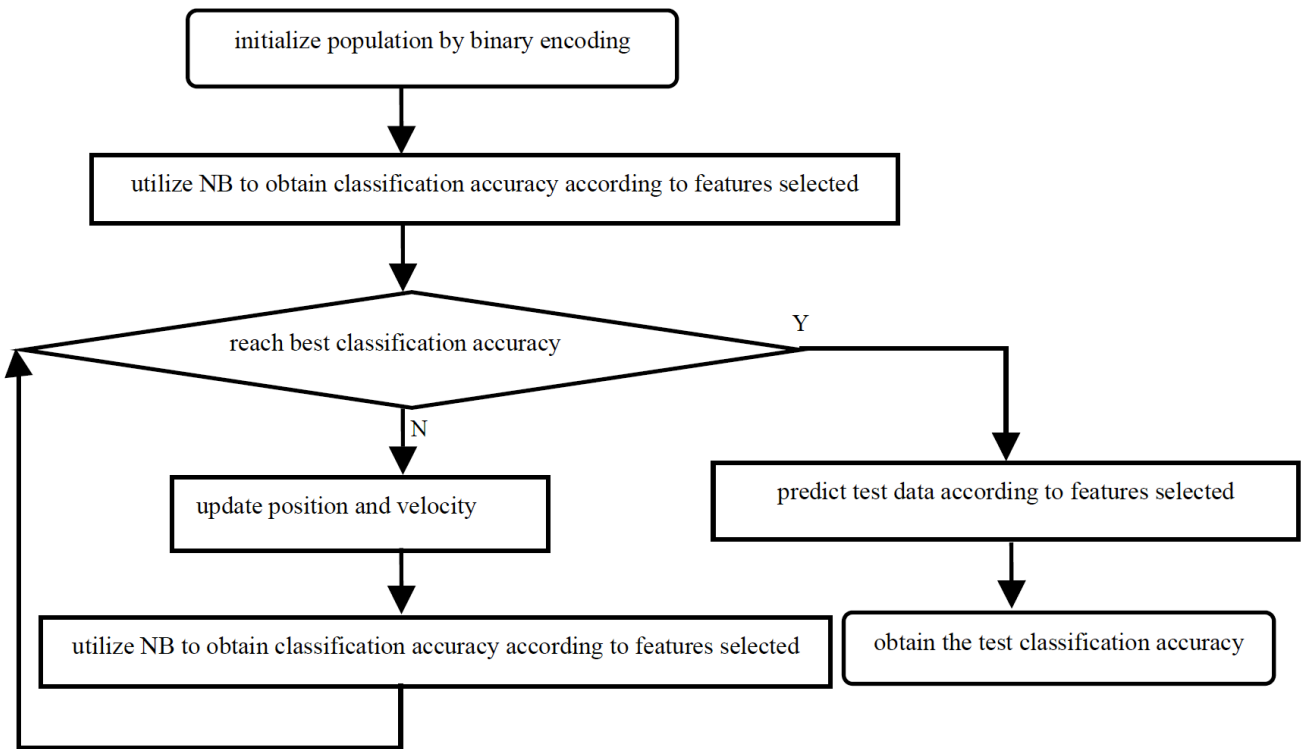 initialize population by binary encoding
utilize NB to obtain classification accuracy according to features selected
reach best classification accuracy
Y
N
update position and velocity
predict test data according to features selected
utilize NB to obtain classification accuracy according to features selected
obtain the test classification accuracy